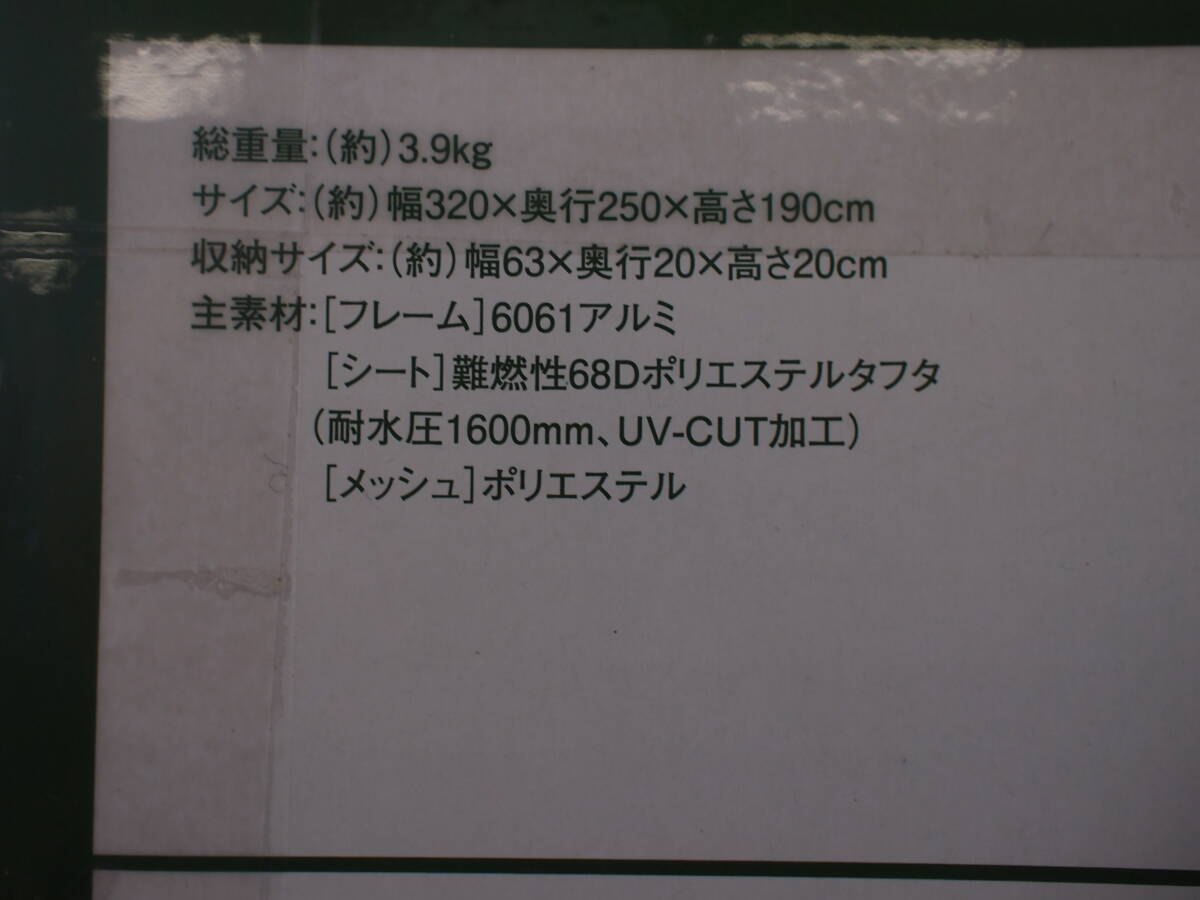 総重量:(約)3.9kg
サイズ:(約)幅320×奥行250×高さ190cm
収納サイズ:(約)幅63×奥行20×高さ20cm
主素材:[フレーム]6061アルミ
[シート]難燃性68Dポリエステルタフタ
(耐水圧1600mm、UV-CUT加工)
[メッシュ]ポリエステル